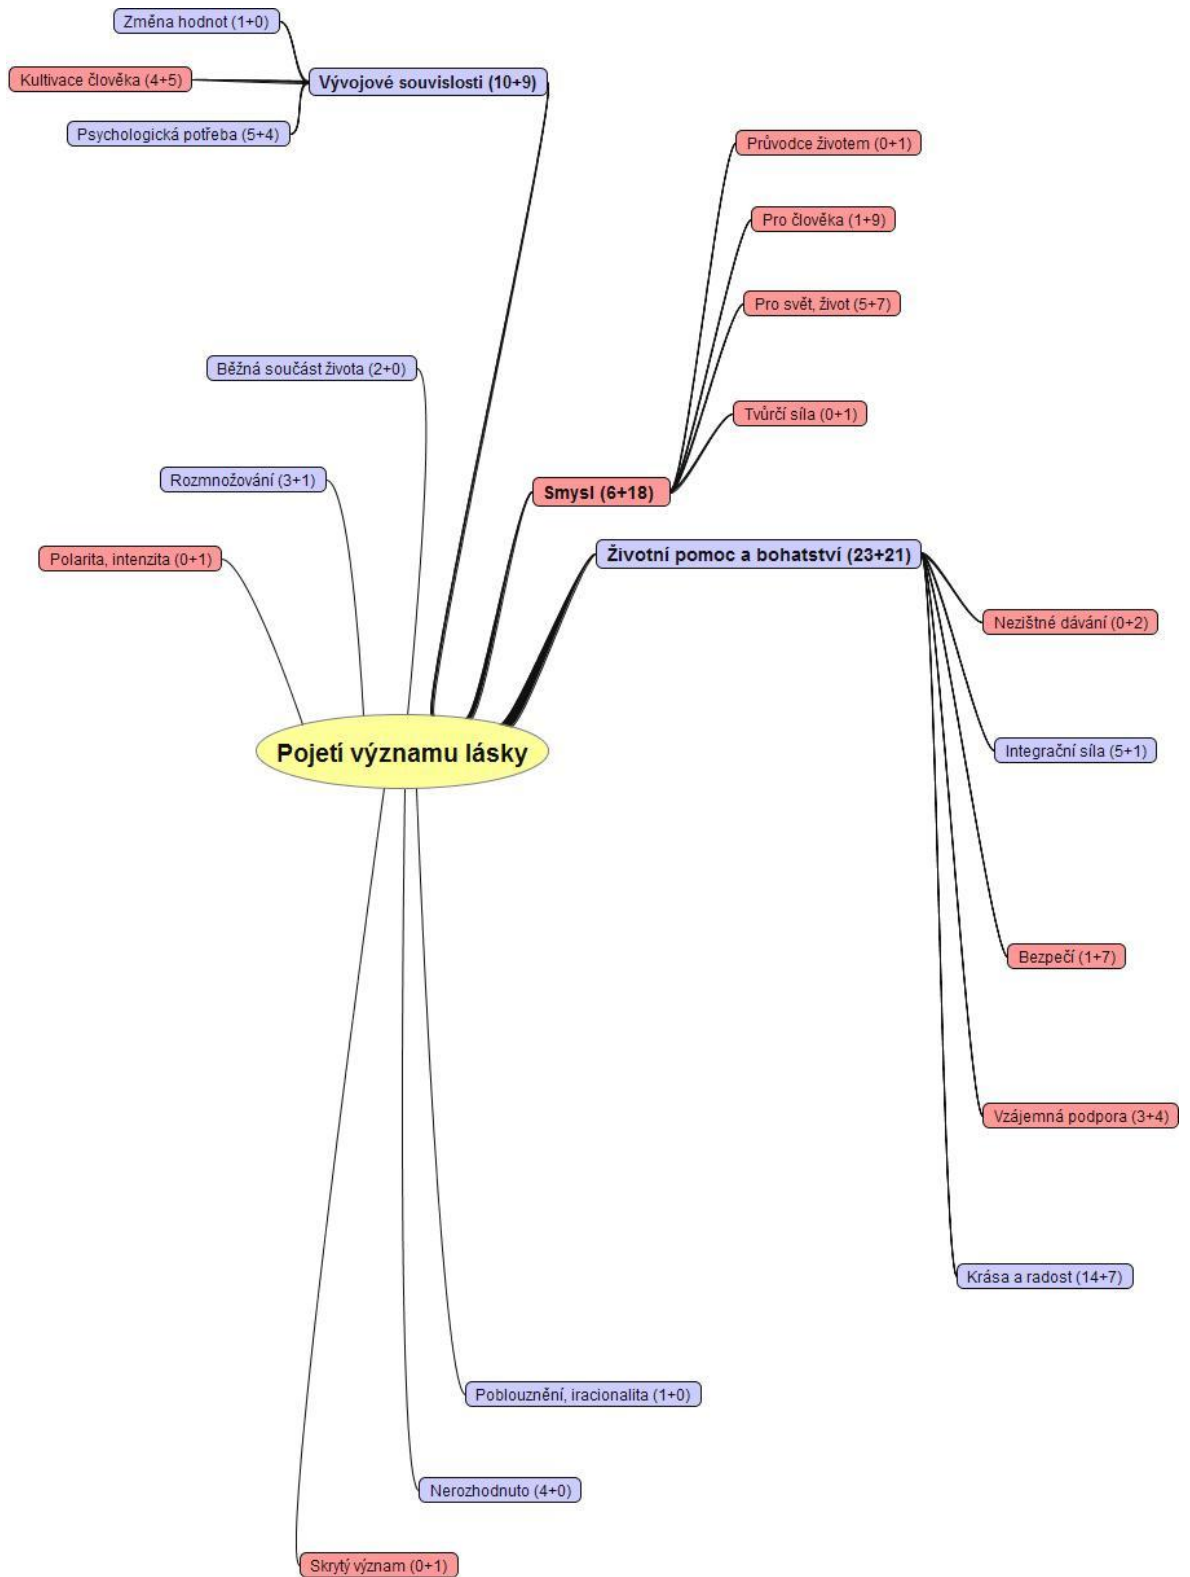 Změna hodnot (1+0)
Kultivace člověka (4+5)
Vývojové souvislosti (10+9)
Psychologická potřeba (5+4)
Průvodce životem (0+1)
Pro člověka (1+9)
Pro svět, život (5+7)
Běžná součást života (2+0)
Tvůrčí síla (0+1)
Rozmnožování (3+1)
Smysl (6+18)
Polarita, intenzita (0+1)
Životní pomoc a bohatství (23+21)
Nezištné dávání (0+2)
Pojetí významu lásky
Integrační síla (5+1)
Bezpečí (1+7)
Vzájemná podpora (3+4)
Krása a radost (14+7)
Poblouznění, iracionalita (1+0)
Nerozhodnuto (4+0)
Skrytý význam (0+1)